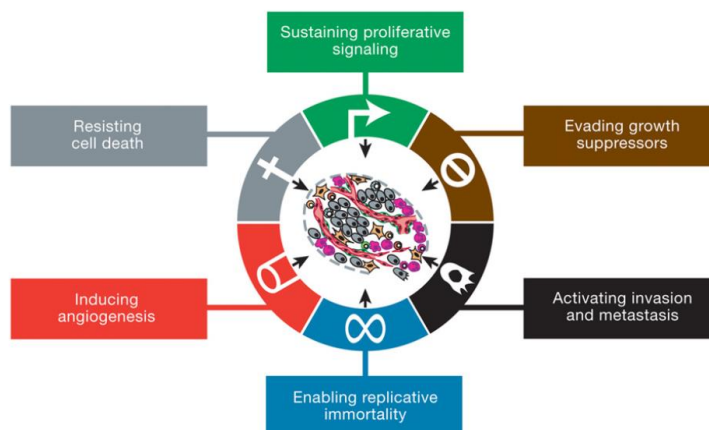 Sustaining proliferative
signaling
Resisting
cell death
Evading growth
suppressors
Inducing
angiogenesis
Activating invasion
and metastasis
Enabling replicative
immortality